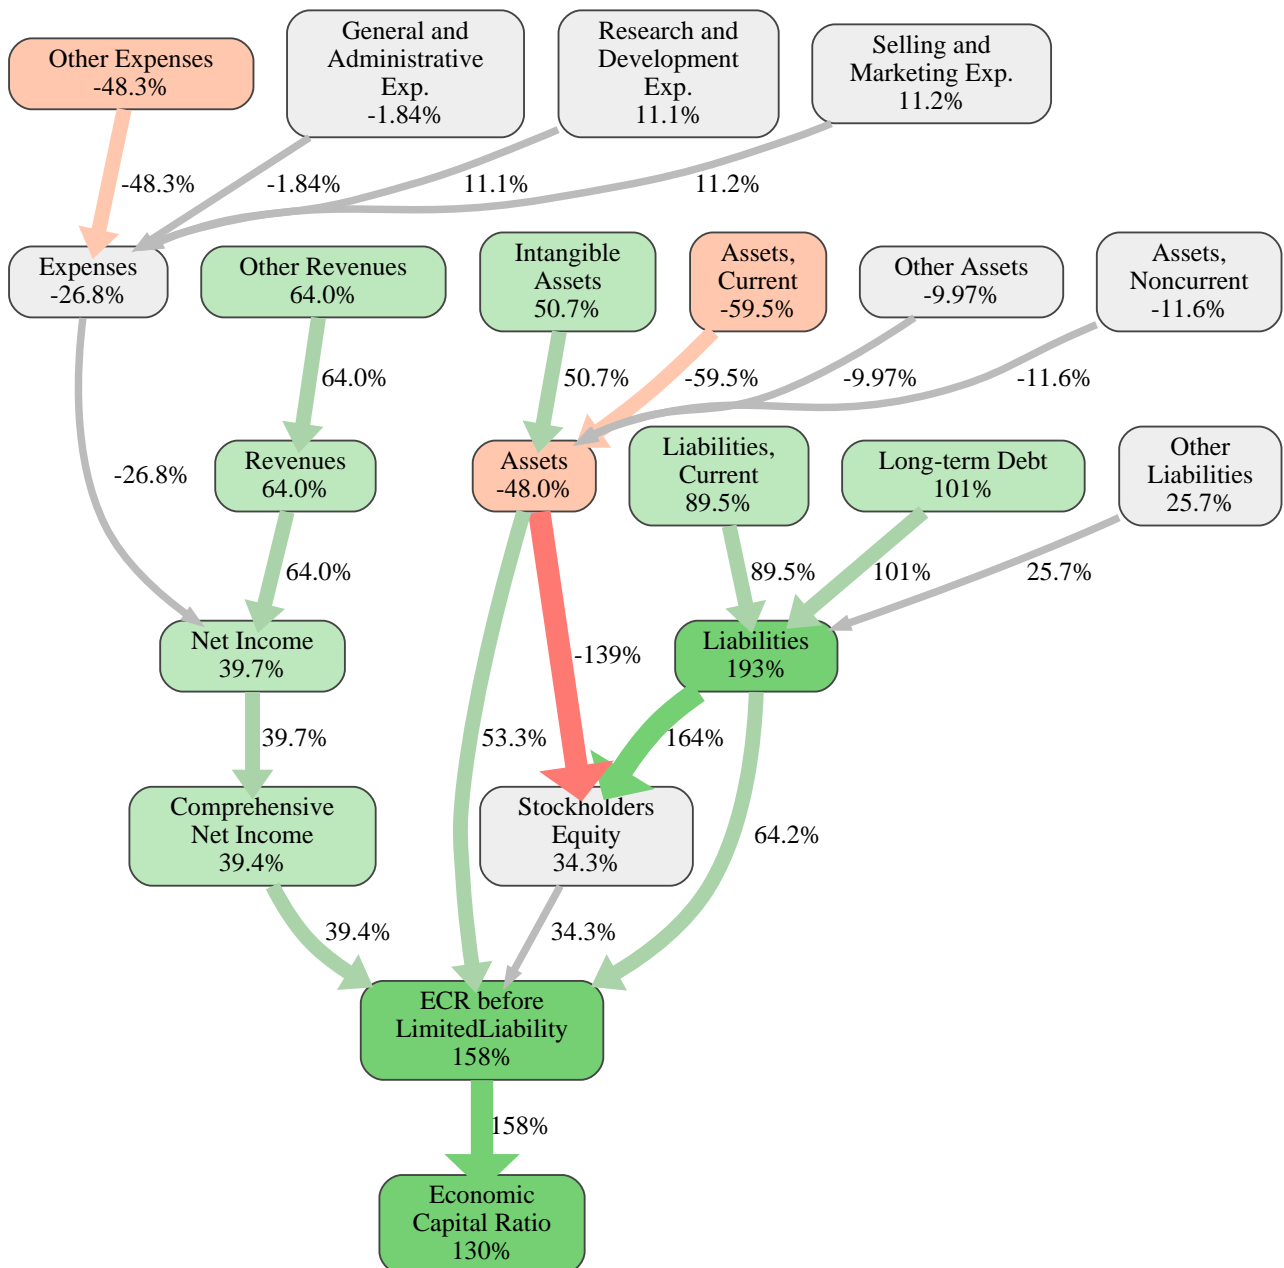 Other Expenses
-48.3%
General and
Administrative
Exp.
-1.84%
Research and
Development
Exp.
11.1%
Selling and
Marketing Exp.
11.2%
-48.3%
-1.84%
11.1%
11.2%
Expenses
-26.8%
Other Revenues
64.0%
Intangible
Assets
50.7%
Assets,
Current
-59.5%
Other Assets
-9.97%
Assets,
Noncurrent
-11.6%
64.0%
50.7%
-59.5%
-9.97%
-11.6%
-26.8%
Revenues
64.0%
Assets
-48.0%
Liabilities,
Current
89.5%
Long-term Debt
101%
Other
Liabilities
25.7%
64.0%
89.5%
101%
25.7%
Net Income
39.7%
-139%
Liabilities
193%
39.7%
53.3%
164%
Comprehensive
Net Income
39.4%
Stockholders
Equity
34.3%
64.2%
39.4%
34.3%
ECR before
LimitedLiability
158%
158%
Economic
Capital Ratio
130%